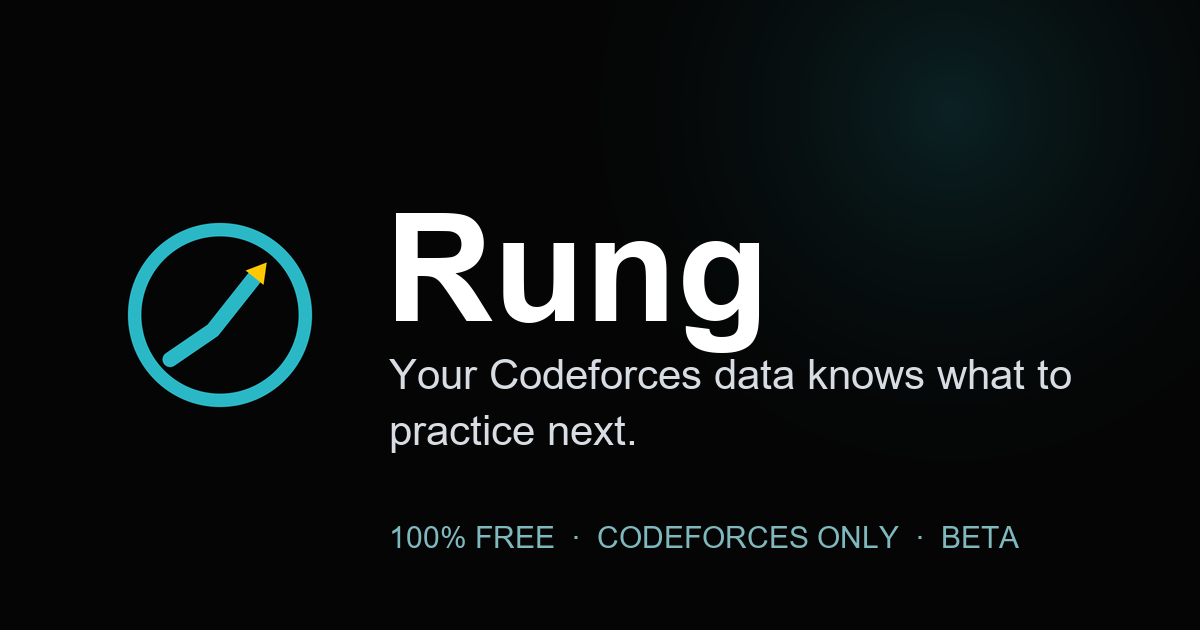 Rung
Your Codeforces data knows what to
practice next.
100% FREE · CODEFORCES ONLY · BETA